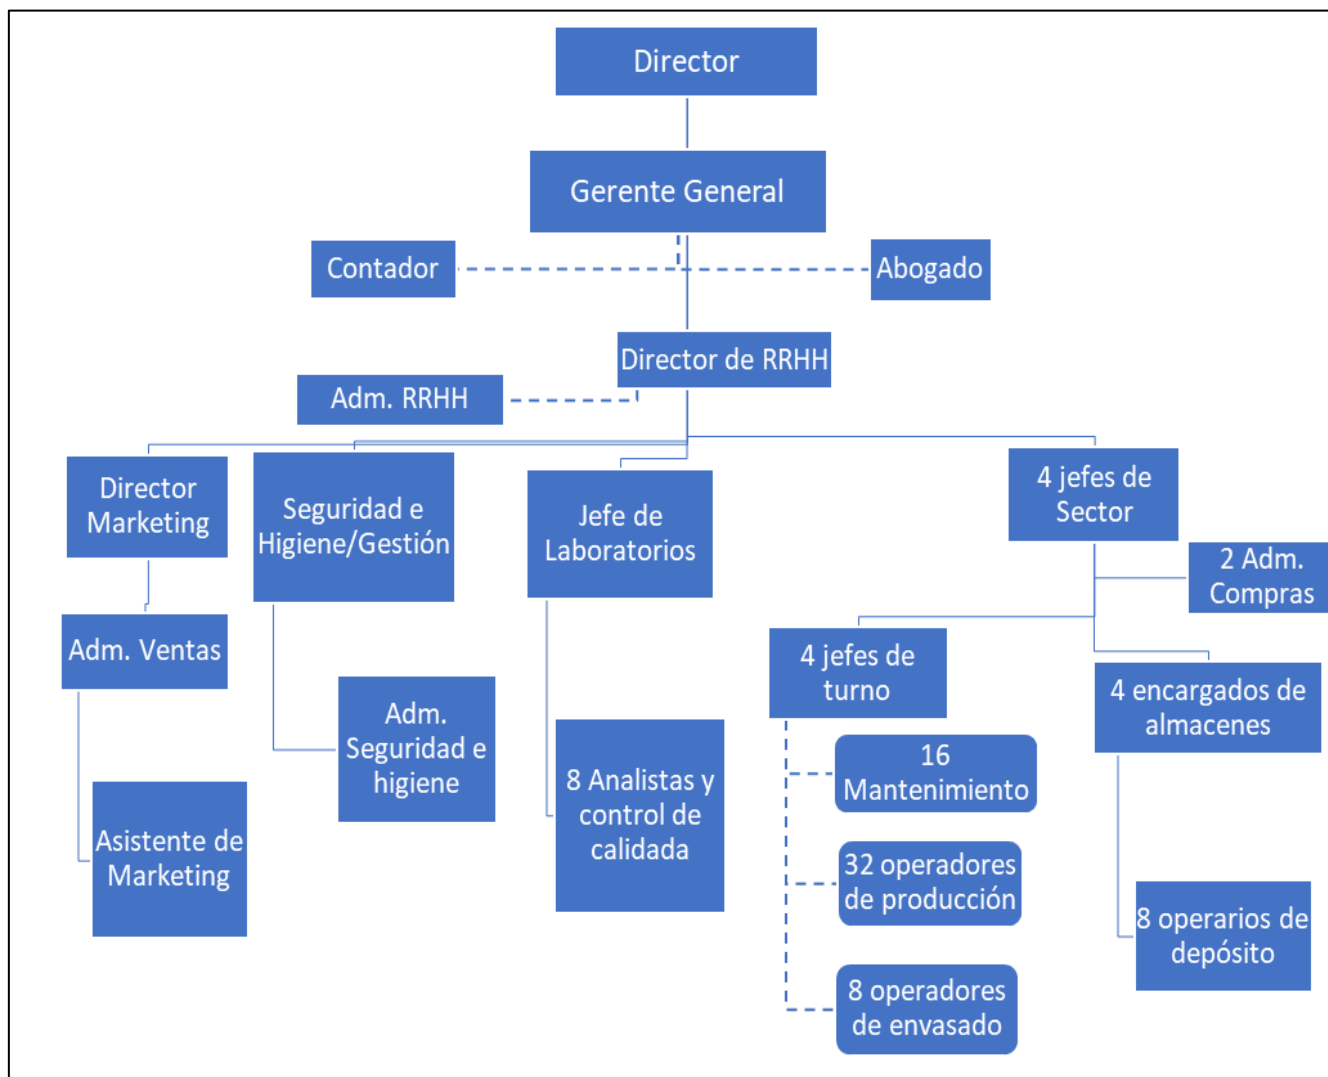 Director
Gerente General
Contador
Abogado
Director de RRHH
Adm. RRHH
Director
Marketing
Seguridad e
Higiene/Gestión
Jefe de
Laboratorios
4 jefes de
Sector
2 Adm.
Compras
Adm. Ventas
4 jefes de
turno
4 encargados de
almacenes
Adm.
Seguridad e
higiene
8 Analistas y
control de
calidada
16
Mantenimiento
Asistente de
Marketing
32 operadores
de producción
8 operarios de
depósito
8 operadores
de envasado